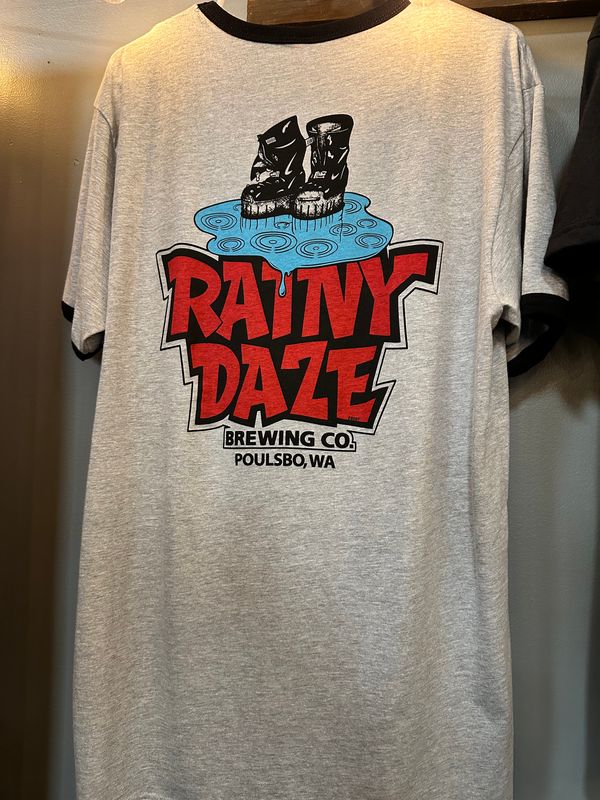 RAINY
DAZE
BREWING CO.
POULSBO, WA